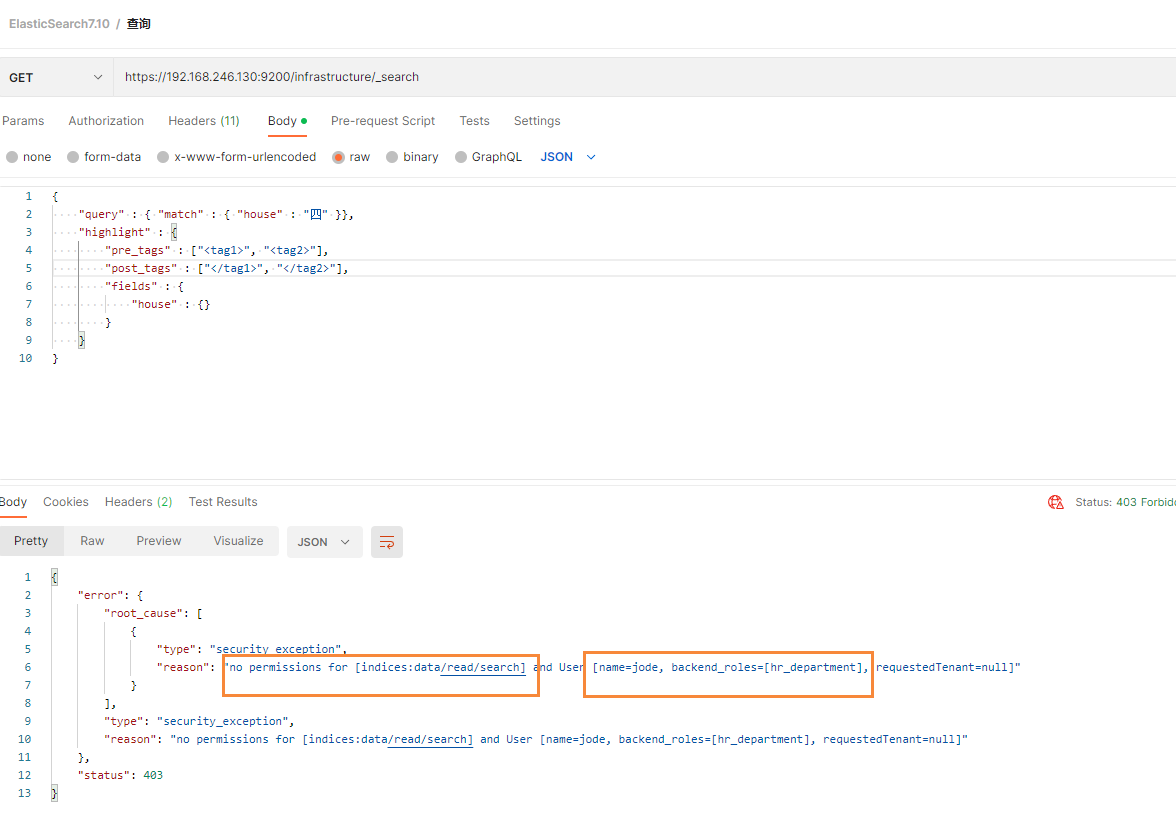 ElasticSearch7.10 / 查询
GET https://192.168.246.130:9200/infrastructure/_search
Params Authorization Headers (11) Body Pre-request Script Tests Settings
none form-data x-www-form-urlencoded raw binary GraphQL JSON
1 {
2 "query" : { "match" : { "house" : "四" }},
3 "highlight" : {
4 "pre_tags" : ["<tag1>", "<tag2>"],
5 "post_tags" : ["</tag1>", "</tag2>"],
6 "fields" : {
7 "house" : {}
8 }
9 }
10 }
Body Cookies Headers (2) Test Results Status: 403 Forbid
Pretty Raw Preview Visualize JSON
1 {
2 "error": {
3 "root_cause": [
4 {
5 "type": "security_exception",
6 "reason": "no permissions for [indices:data/read/search] and User [name=jode, backend_roles=[hr_department], requestedTenant=null]"
7 }
8 ],
9 "type": "security_exception",
10 "reason": "no permissions for [indices:data/read/search] and User [name=jode, backend_roles=[hr_department], requestedTenant=null]"
11 },
12 "status": 403
13 }